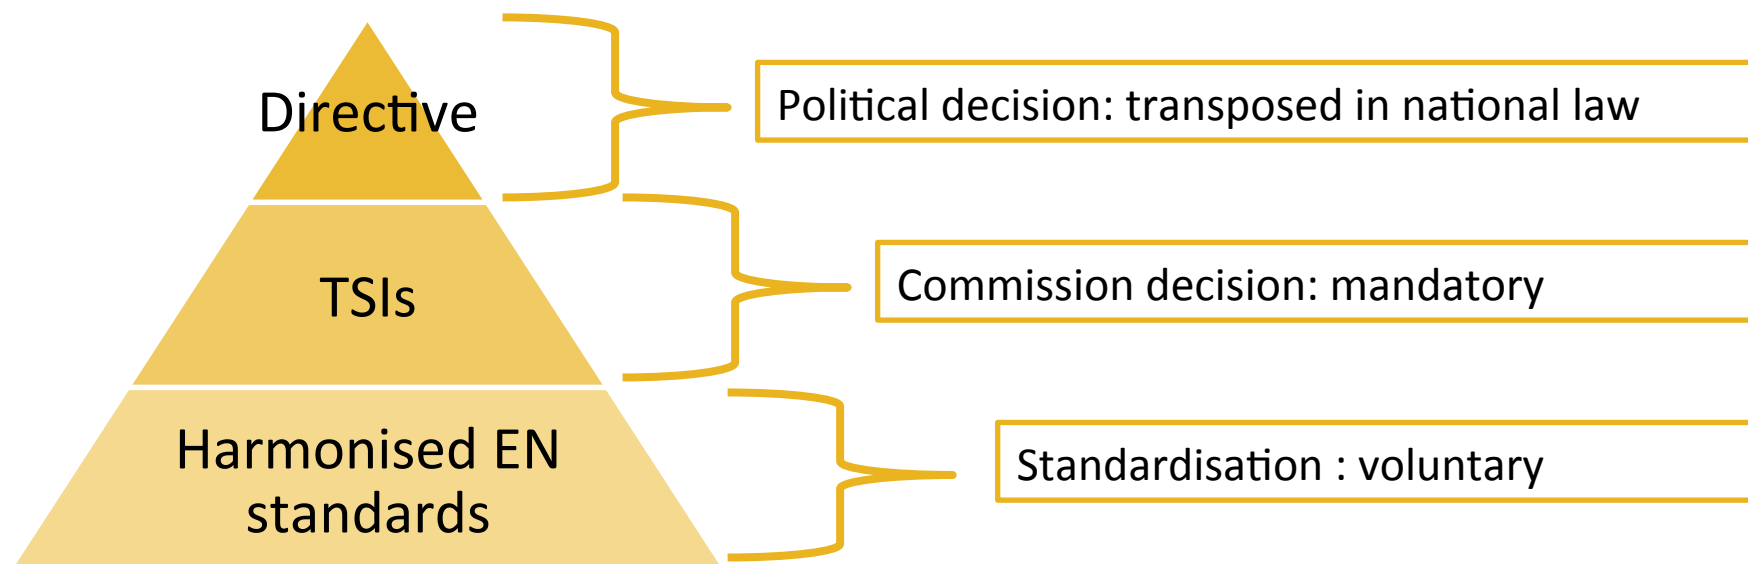 Directive
Political decision: transposed in national law
TSIs
Commission decision: mandatory
Harmonised EN
standards
Standardisation : voluntary